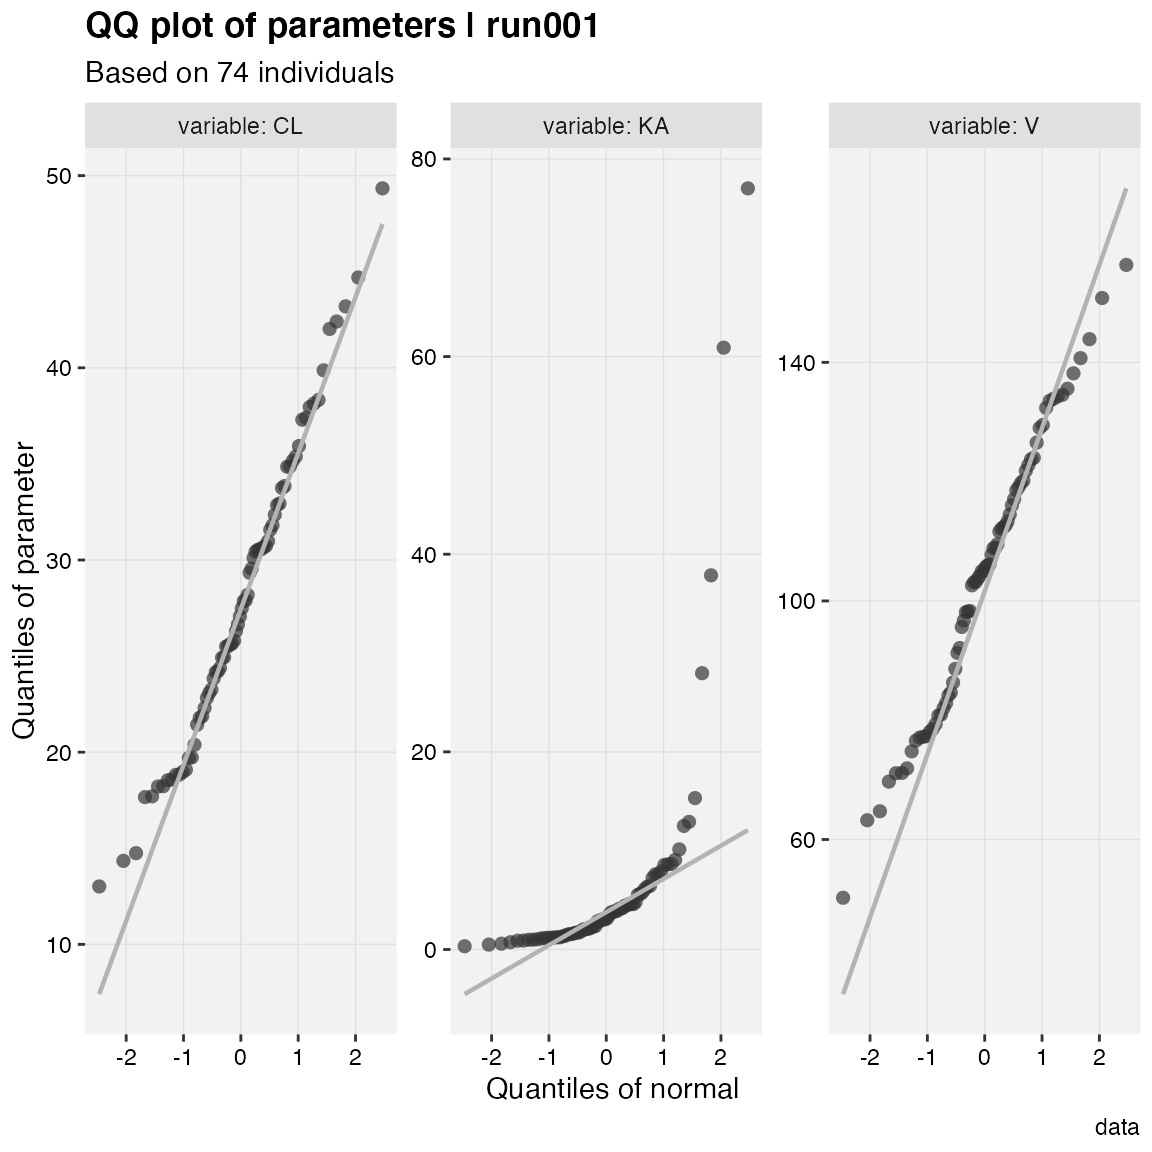 QQ plot of parameters | run001
Based on 74 individuals
variable: CL
variable: KA
variable: V
Quantiles of parameter
50
40
30
20
10
80
60
40
20
0
140
100
60
-2 -1 0 1 2
-2 -1 0 1 2
-2 -1 0 1 2
Quantiles of normal
data